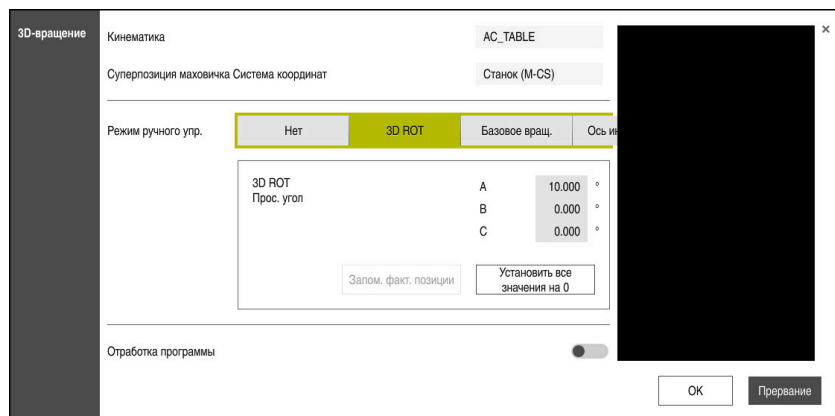 3D-вращение
Кинематика
AC_TABLE
×
Суперпозиция маховичка Система координат
Станок (M-CS)
Режим ручного упр.
Нет
3D ROT
Базовое вращ.
Ось
3D ROT
Прос. угол
A 10.000 °
B 0.000 °
C 0.000 °
Запом. факт. позиции
Установить все
значения на 0
Отработка программы
OK
Прерывание